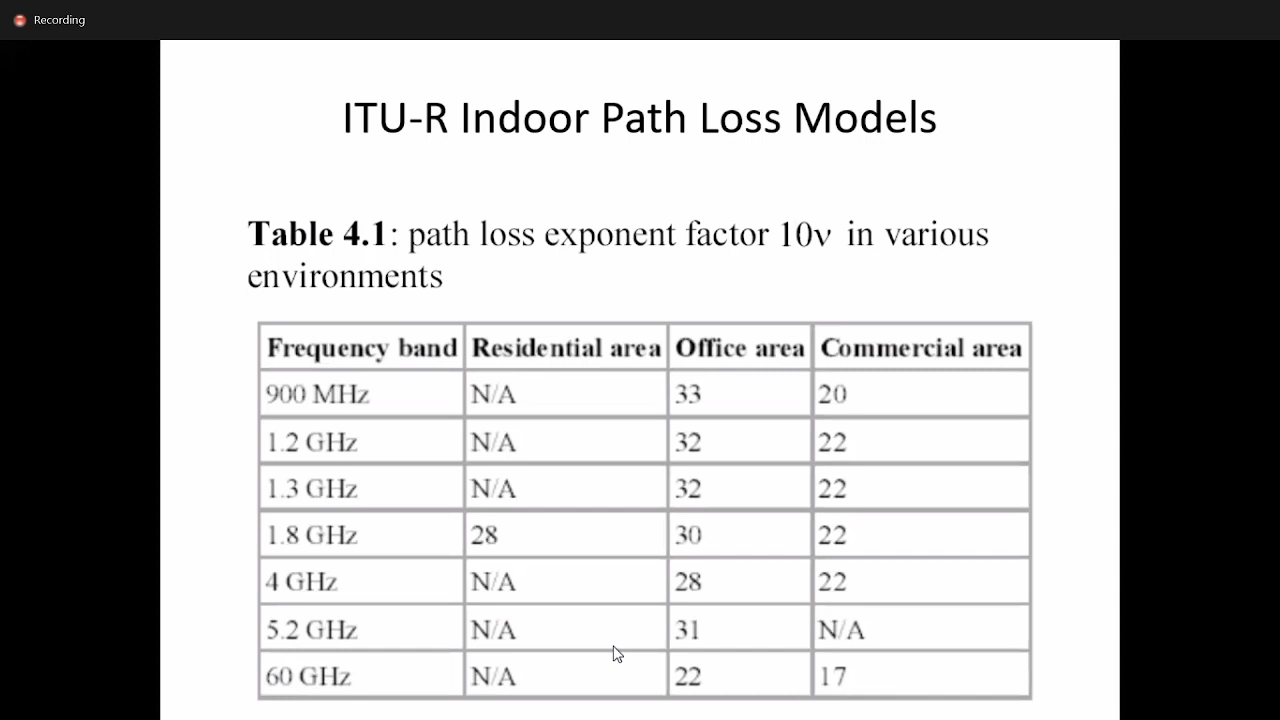 Recording
ITU-R Indoor Path Loss Models
Table 4.1: path loss exponent factor 10ν in various
environments
Frequency band Residential area Office area Commercial area
900 MHz N/A 33 20
1.2 GHz N/A 32 22
1.3 GHz N/A 32 22
1.8 GHz 28 30 22
4 GHz N/A 28 22
5.2 GHz N/A 31 N/A
60 GHz N/A 22 17